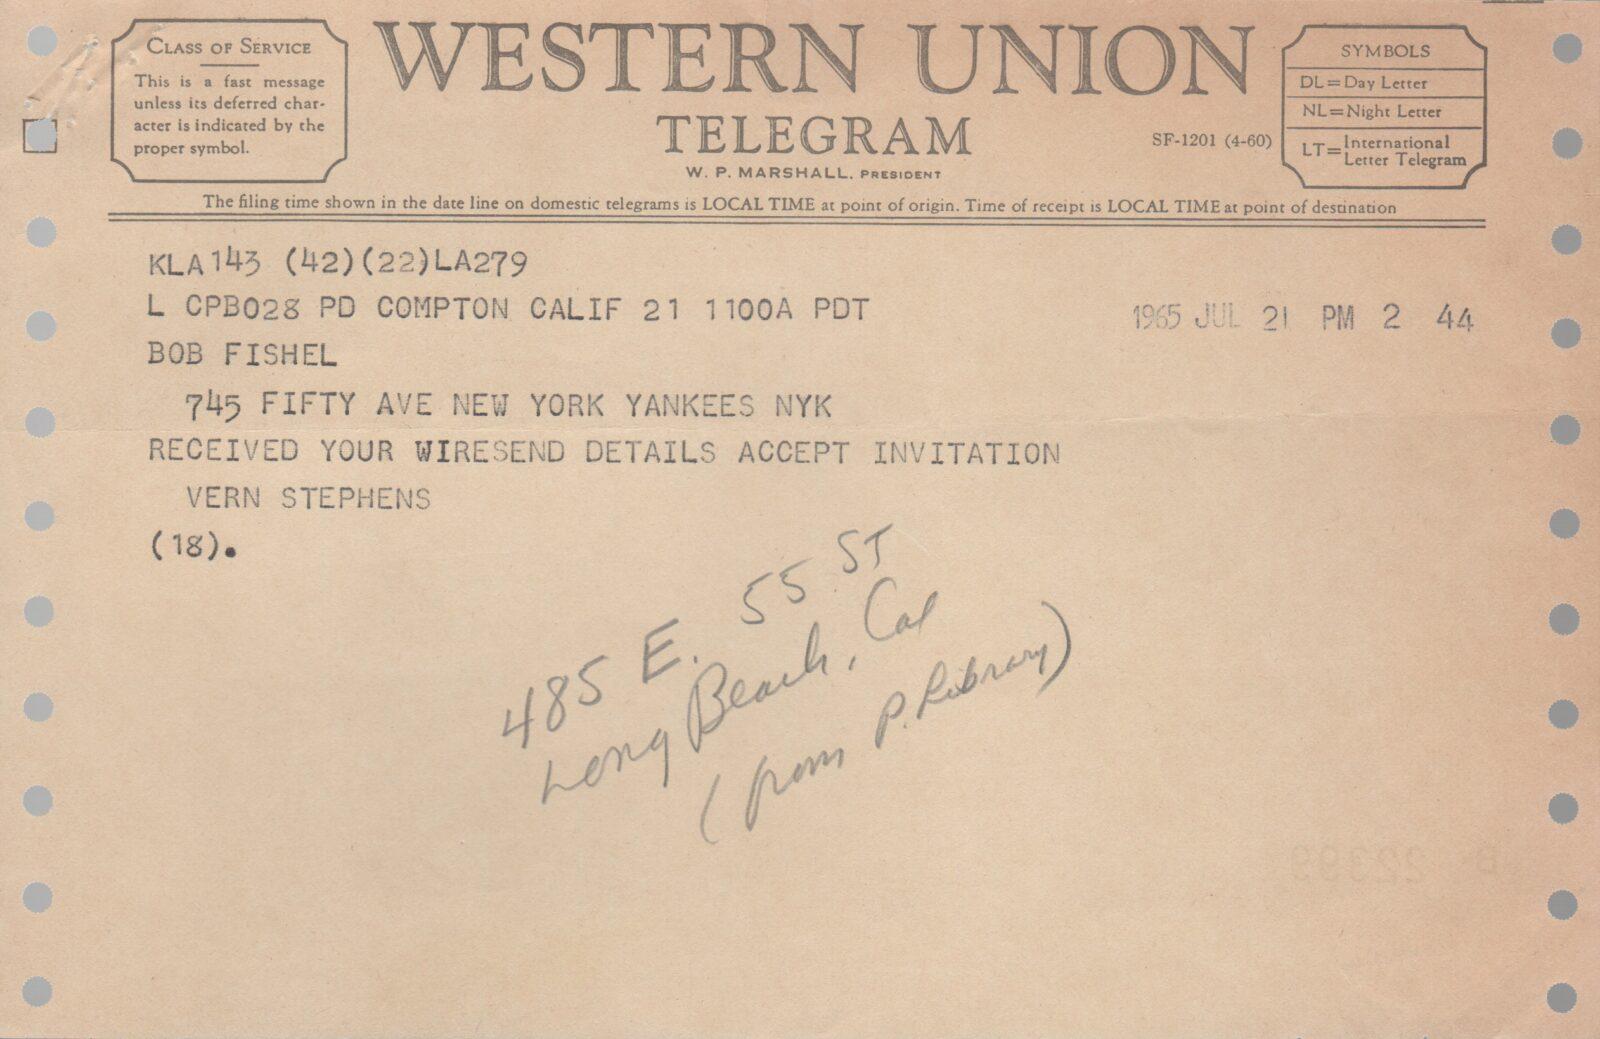 CLASS OF SERVICE
This is a fast message
unless its deferred char-
acter is indicated by the
proper symbol.
WESTERN UNION
TELEGRAM
W. P. MARSHALL, PRESIDENT
SF-1201 (4-60)
SYMBOLS
DL=Day Letter
NL=Night Letter
LT=International
Letter Telegram
The filing time shown in the date line on domestic telegrams is LOCAL TIME at point of origin. Time of receipt is LOCAL TIME at point of destination
KLA143 (42)(22)LA279
L CPB028 PD COMPTON CALIF 21 1100A PDT
1965 JUL 21 PM 2 44
BOB FISHEL
745 FIFTY AVE NEW YORK YANKEES NYK
RECEIVED YOUR WIRESEND DETAILS ACCEPT INVITATION
VERN STEPHENS
(18).
485 E. 55 ST
Long Beach, Cal
(from P. Library)
B 22399